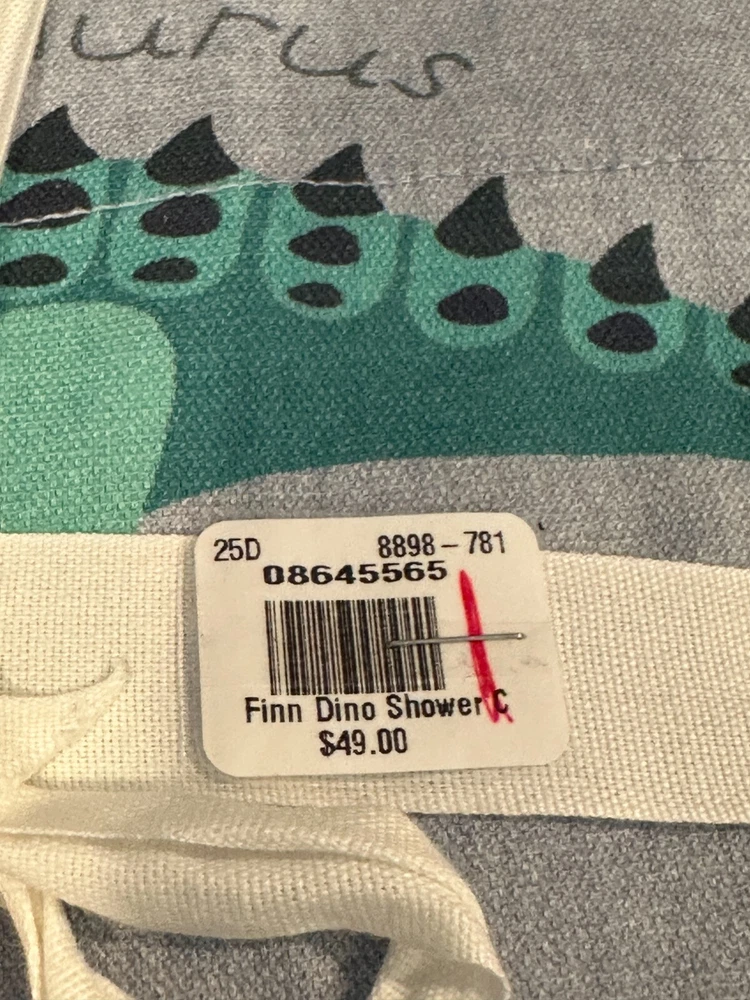 urus
25D 8898-781
08645565
Finn Dino Shower C
$49.00